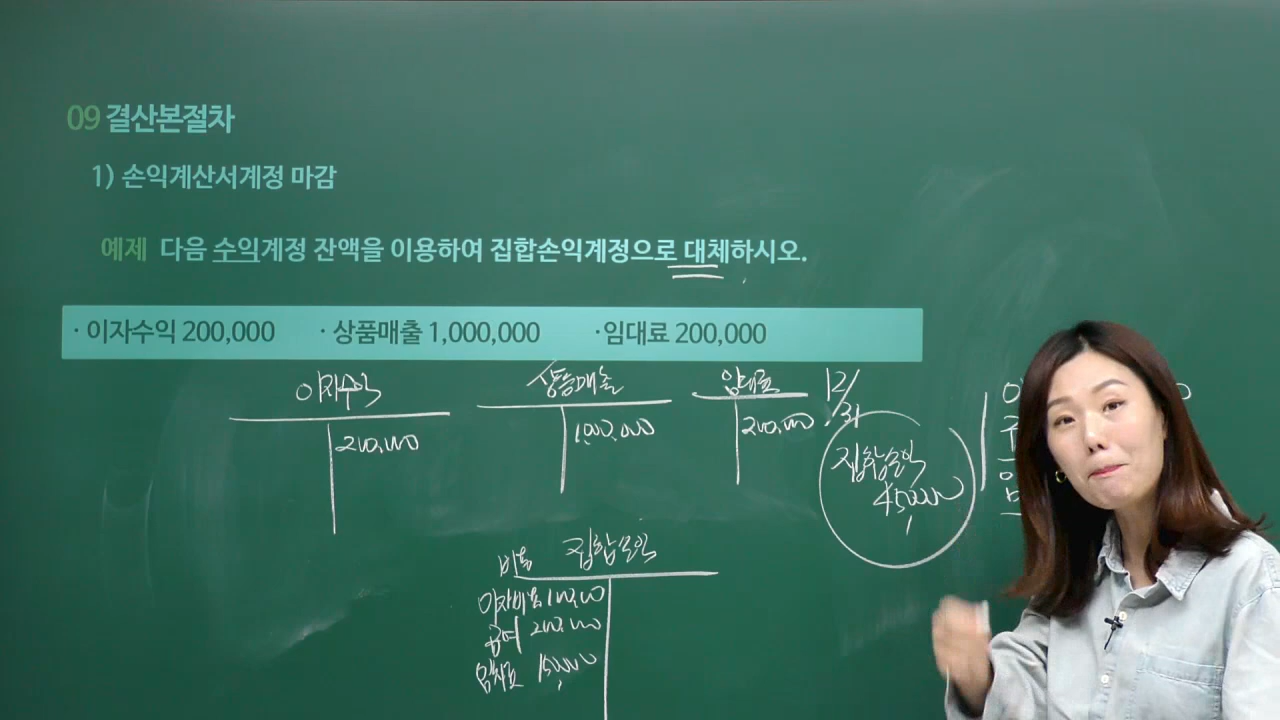 09 결산본절차
1) 손익계산서계정 마감
예제 다음 수익계정 잔액을 이용하여 집합손익계정으로 대체하시오.
· 이자수익 200,000 · 상품매출 1,000,000 ·임대료 200,000
이자수익 상품매출 임대료 12/31
200,000 1,000,000 200,000
집합손익
450,000
비용 집합손익
이자비용 100,000
급여 200,000
임차료 150,000